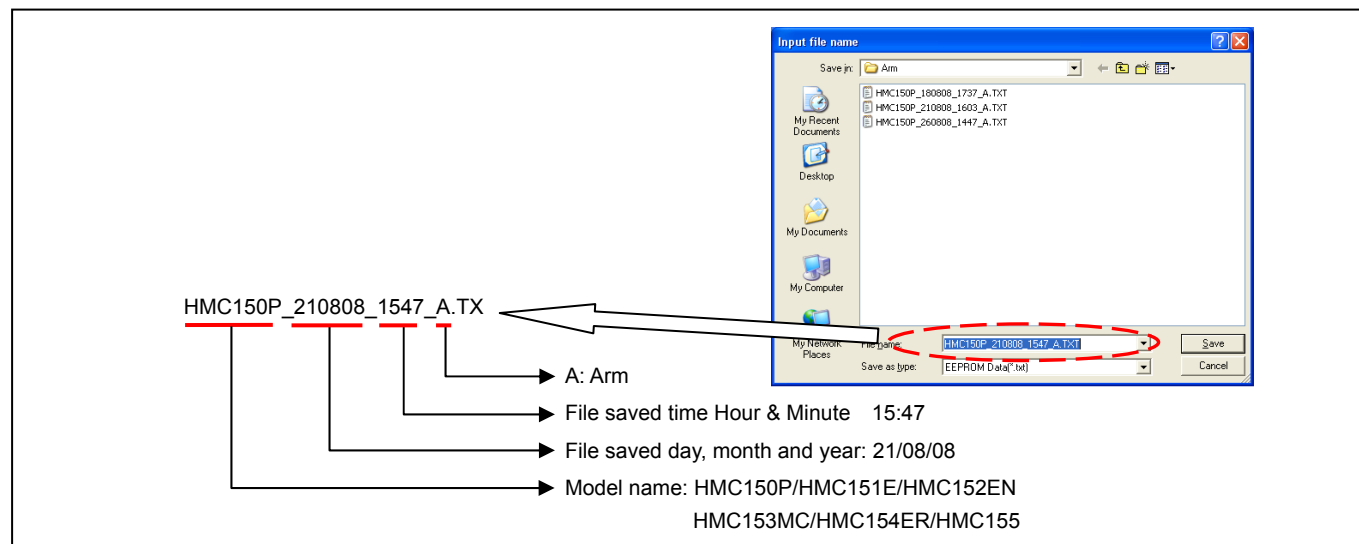 Input file name
Save in: Arm
HMC150P_180808_1737_A.TXT
HMC150P_210808_1603_A.TXT
HMC150P_260808_1447_A.TXT
My Recent
Documents
Desktop
My Documents
My Computer
My Network
Places
File name: HMC150P_210808_1547_A.TXT Save
Save as type: EEPROM Data(*.txt) Cancel
HMC150P_210808_1547_A.TX
A: Arm
File saved time Hour & Minute 15:47
File saved day, month and year: 21/08/08
Model name: HMC150P/HMC151E/HMC152EN
HMC153MC/HMC154ER/HMC155